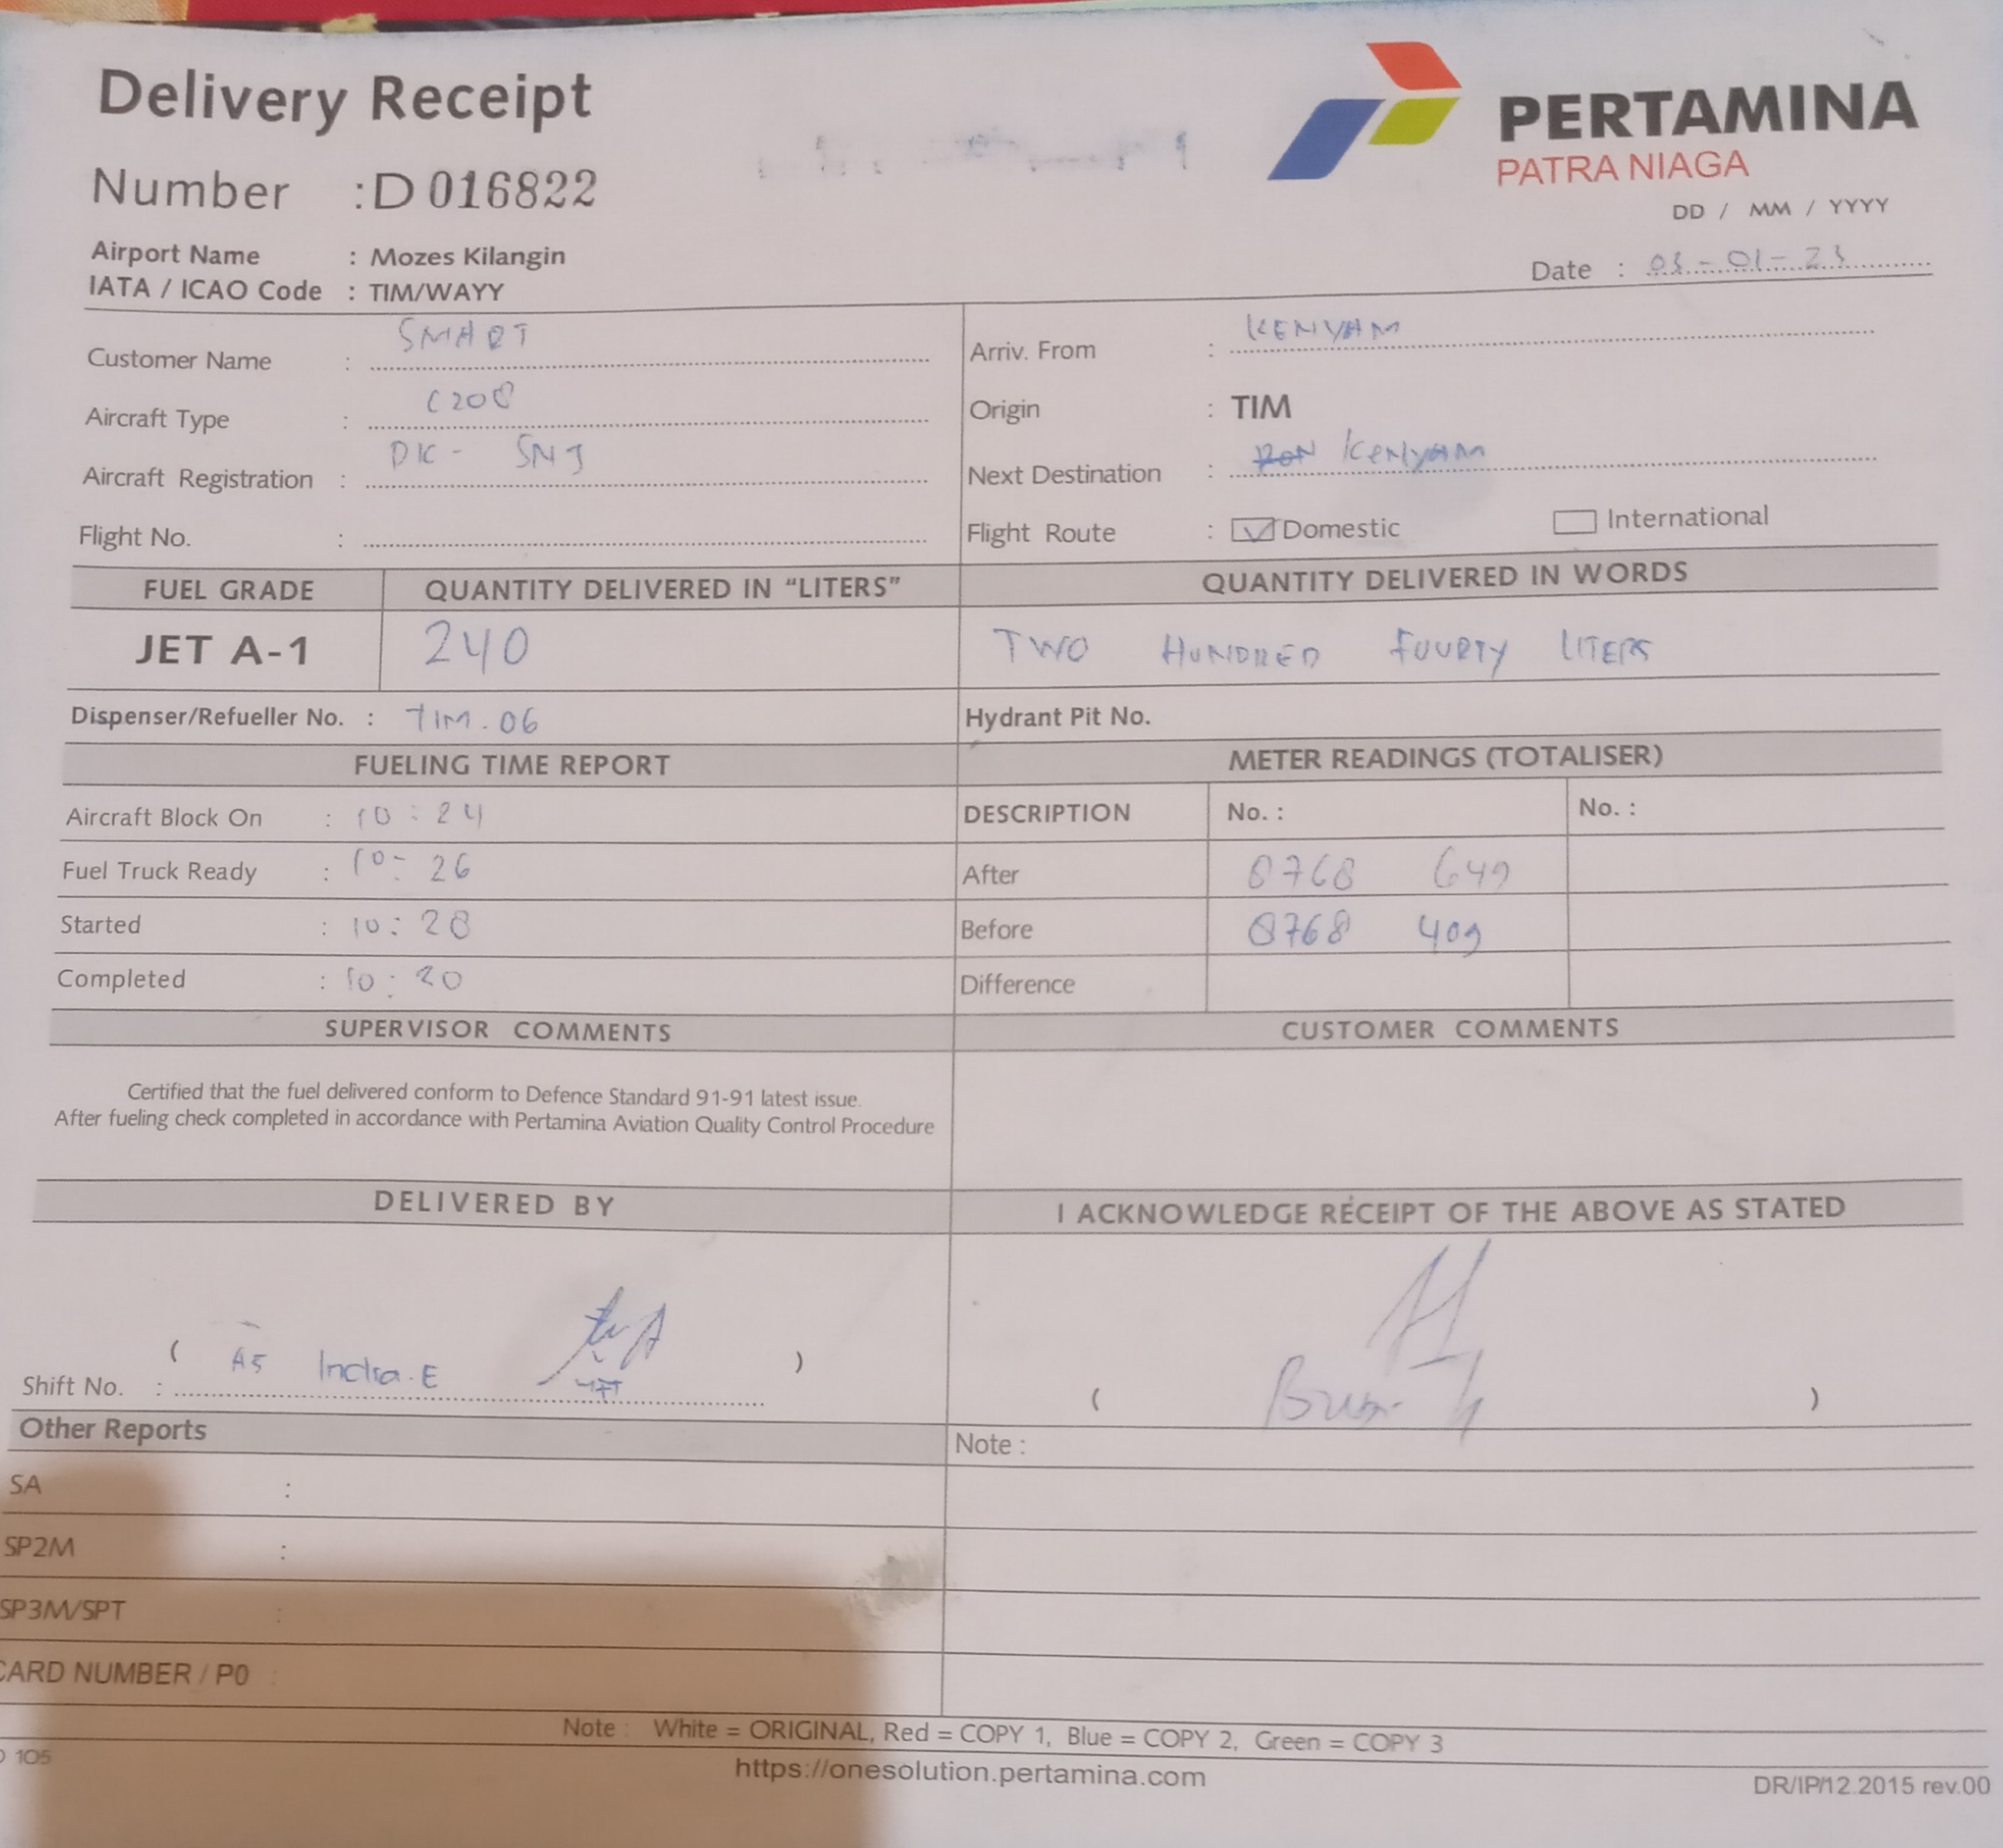 Delivery Receipt
PERTAMINA
PATRA NIAGA
Number : D 016822
DD / MM / YYYY
Airport Name : Mozes Kilangin
IATA / ICAO Code : TIM/WAYY
Date : 03-01-23
Customer Name : SMART
Arriv. From : KENYAM
Aircraft Type : C208
Origin : TIM
Aircraft Registration : PK - SNJ
Next Destination : KENYAM
Flight No. :
Flight Route : Domestic International
FUEL GRADE QUANTITY DELIVERED IN “LITERS” QUANTITY DELIVERED IN WORDS
JET A-1 240 TWO HUNDRED FOURTY LITERS
Dispenser/Refueller No. : TIM.06 Hydrant Pit No.
FUELING TIME REPORT METER READINGS (TOTALISER)
Aircraft Block On : 10:24 DESCRIPTION No. : No. :
Fuel Truck Ready : 10:26 After 8768 649
Started : 10:28 Before 8768 409
Completed : 10: Difference
SUPERVISOR COMMENTS CUSTOMER COMMENTS
Certified that the fuel delivered conform to Defence Standard 91-91 latest issue.
After fueling check completed in accordance with Pertamina Aviation Quality Control Procedure
DELIVERED BY I ACKNOWLEDGE RECEIPT OF THE ABOVE AS STATED
( A5 Indra.E )
Shift No. : ( )
Other Reports Note :
SA :
SP2M :
SP3M/SPT :
CARD NUMBER / P0 :
Note : White = ORIGINAL, Red = COPY 1, Blue = COPY 2, Green = COPY 3
105
https://onesolution.pertamina.com
DR/IP/12.2015 rev.00